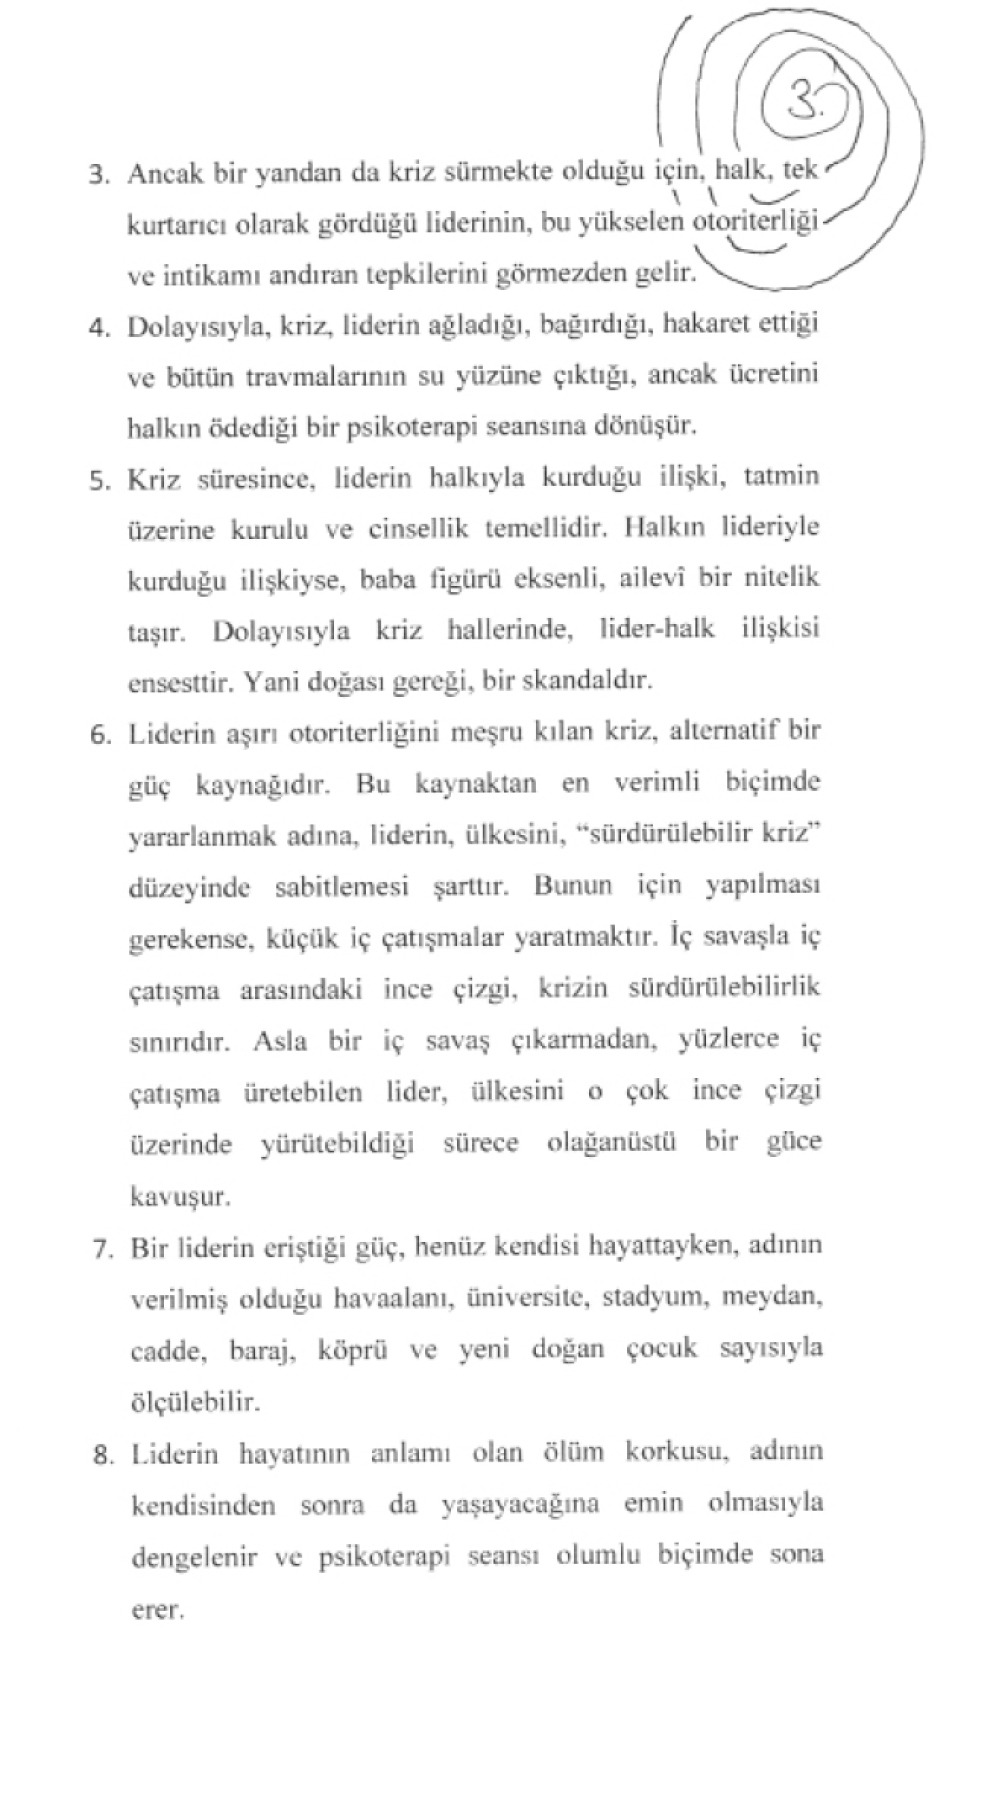 3.
3. Ancak bir yandan da kriz sürmekte olduğu için, halk, tek
kurtarıcı olarak gördüğü liderinin, bu yükselen otoriterliği
ve intikamı andıran tepkilerini görmezden gelir.
4. Dolayısıyla, kriz, liderin ağladığı, bağırdığı, hakaret ettiği
ve bütün travmalarının su yüzüne çıktığı, ancak ücretini
halkın ödediği bir psikoterapi seansına dönüşür.
5. Kriz süresince, liderin halkıyla kurduğu ilişki, tatmin
üzerine kurulu ve cinsellik temellidir. Halkın lideriyle
kurduğu ilişkiyse, baba figürü eksenli, ailevî bir nitelik
taşır. Dolayısıyla kriz hallerinde, lider-halk ilişkisi
ensesttir. Yani doğası gereği, bir skandaldır.
6. Liderin aşırı otoriterliğini meşru kılan kriz, alternatif bir
güç kaynağıdır. Bu kaynaktan en verimli biçimde
yararlanmak adına, liderin, ülkesini, “sürdürülebilir kriz”
düzeyinde sabitlemesi şarttır. Bunun için yapılması
gerekense, küçük iç çatışmalar yaratmaktır. İç savaşla iç
çatışma arasındaki ince çizgi, krizin sürdürülebilirlik
sınırıdır. Asla bir iç savaş çıkarmadan, yüzlerce iç
çatışma üretebilen lider, ülkesini o çok ince çizgi
üzerinde yürütebildiği sürece olağanüstü bir güce
kavuşur.
7. Bir liderin eriştiği güç, henüz kendisi hayattayken, adının
verilmiş olduğu havaalanı, üniversite, stadyum, meydan,
cadde, baraj, köprü ve yeni doğan çocuk sayısıyla
ölçülebilir.
8. Liderin hayatının anlamı olan ölüm korkusu, adının
kendisinden sonra da yaşayacağına emin olmasıyla
dengelenir ve psikoterapi seansı olumlu biçimde sona
erer.